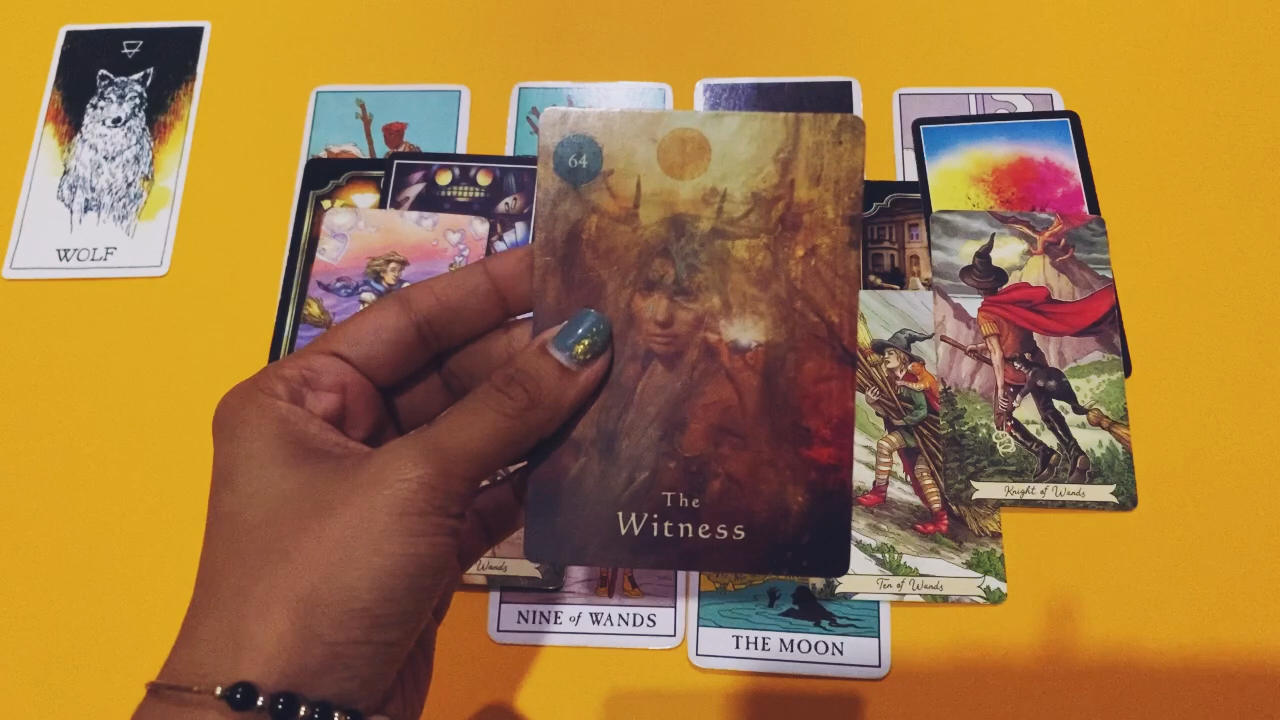 WOLF
64
The
Witness
Knight of Wands
Ten of Wands
Wands
NINE of WANDS
THE MOON